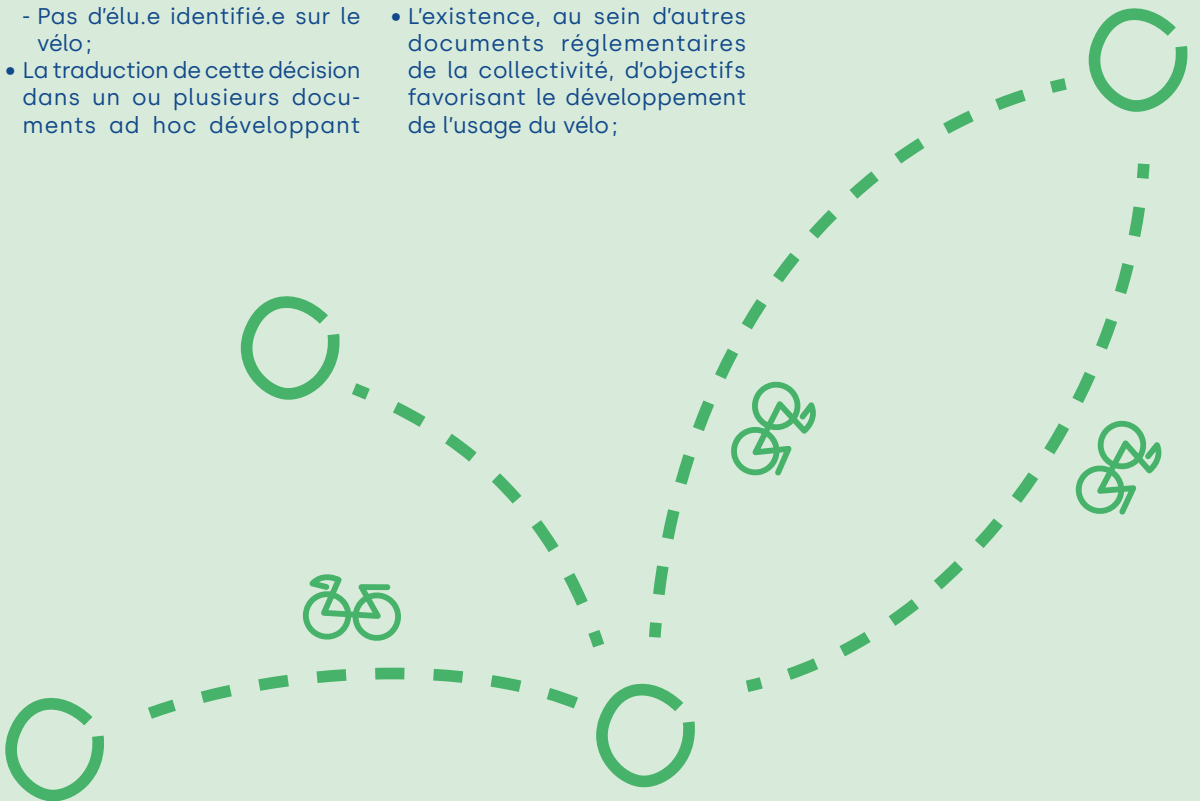 - Pas d'élu.e identifié.e sur le
vélo ;
• La traduction de cette décision
dans un ou plusieurs docu-
ments ad hoc développant
• L'existence, au sein d'autres
documents réglementaires
de la collectivité, d'objectifs
favorisant le développement
de l'usage du vélo ;